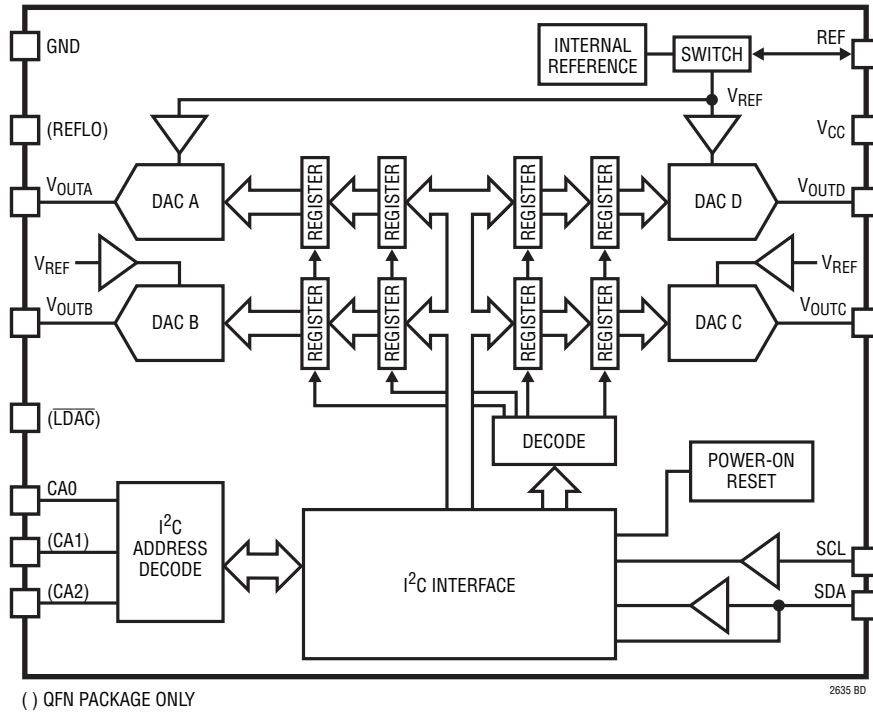 GND
INTERNAL
REFERENCE
SWITCH
REF
VREF
(REFLO)
VCC
VOUTA
DAC A
REGISTER
REGISTER
REGISTER
REGISTER
DAC D
VOUTD
VREF
VREF
VOUTB
DAC B
REGISTER
REGISTER
REGISTER
REGISTER
DAC C
VOUTC
(LDAC)
DECODE
POWER-ON
RESET
CA0
(CA1)
(CA2)
I2C
ADDRESS
DECODE
I2C INTERFACE
SCL
SDA
( ) QFN PACKAGE ONLY
2635 BD